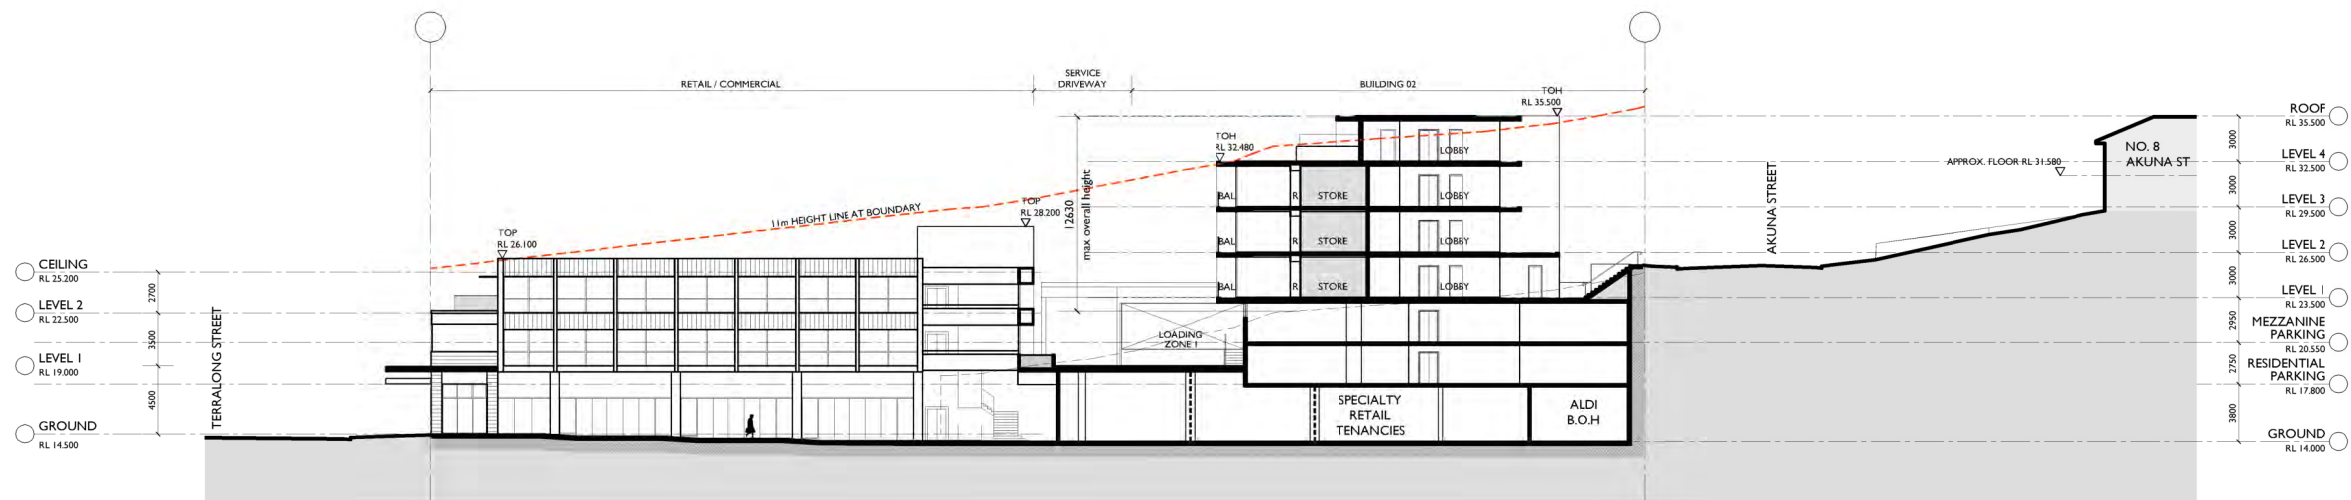 RETAIL / COMMERCIAL
SERVICE
DRIVEWAY
BUILDING 02
TOH
RL 35.500
TOH
RL 32.480
11m HEIGHT LINE AT BOUNDARY
TOP
RL 28.200
TOP
RL 26.100
12630
max overall height
CEILING
RL 25.200
LEVEL 2
RL 22.500
LEVEL 1
RL 19.000
GROUND
RL 14.500
2700
3500
4500
TERRALONG STREET
LOBBY
BAL
R
STORE
LOBBY
BAL
R
STORE
LOBBY
BAL
R
STORE
LOBBY
LOADING
ZONE 1
SPECIALTY
RETAIL
TENANCIES
ALDI
B.O.H
AKUNA STREET
APPROX. FLOOR RL 31.580
NO. 8
AKUNA ST
ROOF
RL 35.500
LEVEL 4
RL 32.500
LEVEL 3
RL 29.500
LEVEL 2
RL 26.500
LEVEL 1
RL 23.500
MEZZANINE
PARKING
RL 20.550
RESIDENTIAL
PARKING
RL 17.800
GROUND
RL 14.000
3000
3000
3000
3000
2950
2750
3800